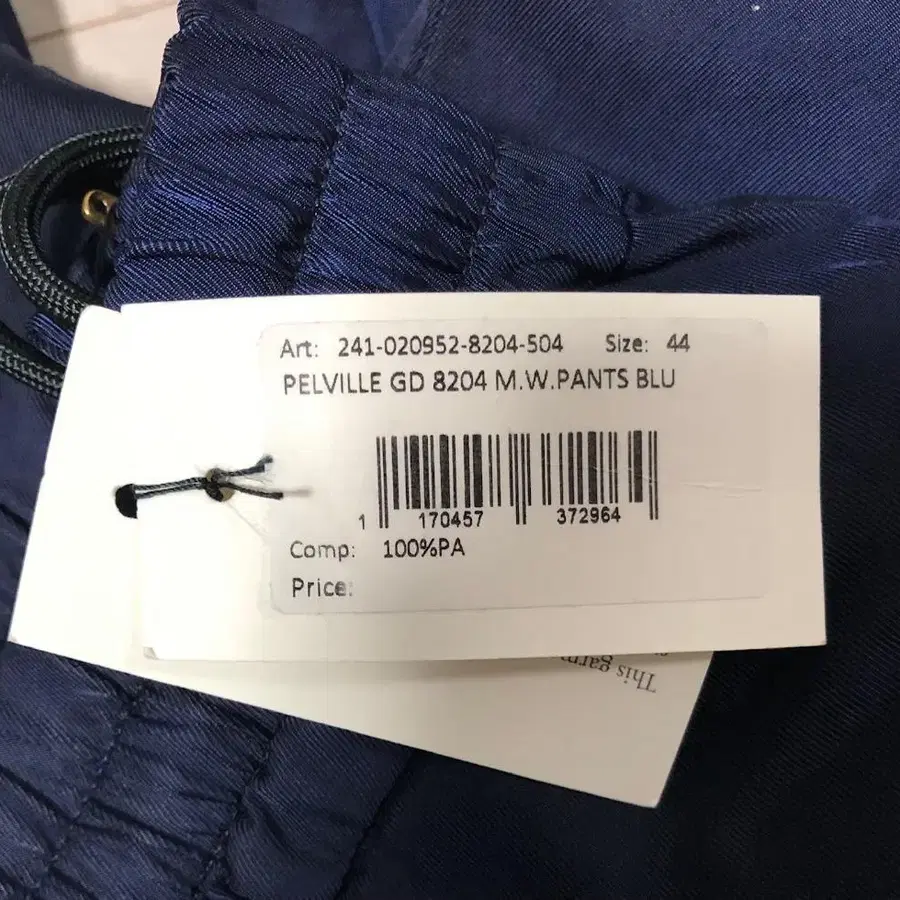 Art: 241-020952-8204-504 Size: 44
PELVILLE GD 8204 M.W.PANTS BLU
1 170457 372964
Comp: 100%PA
Price:
This garm